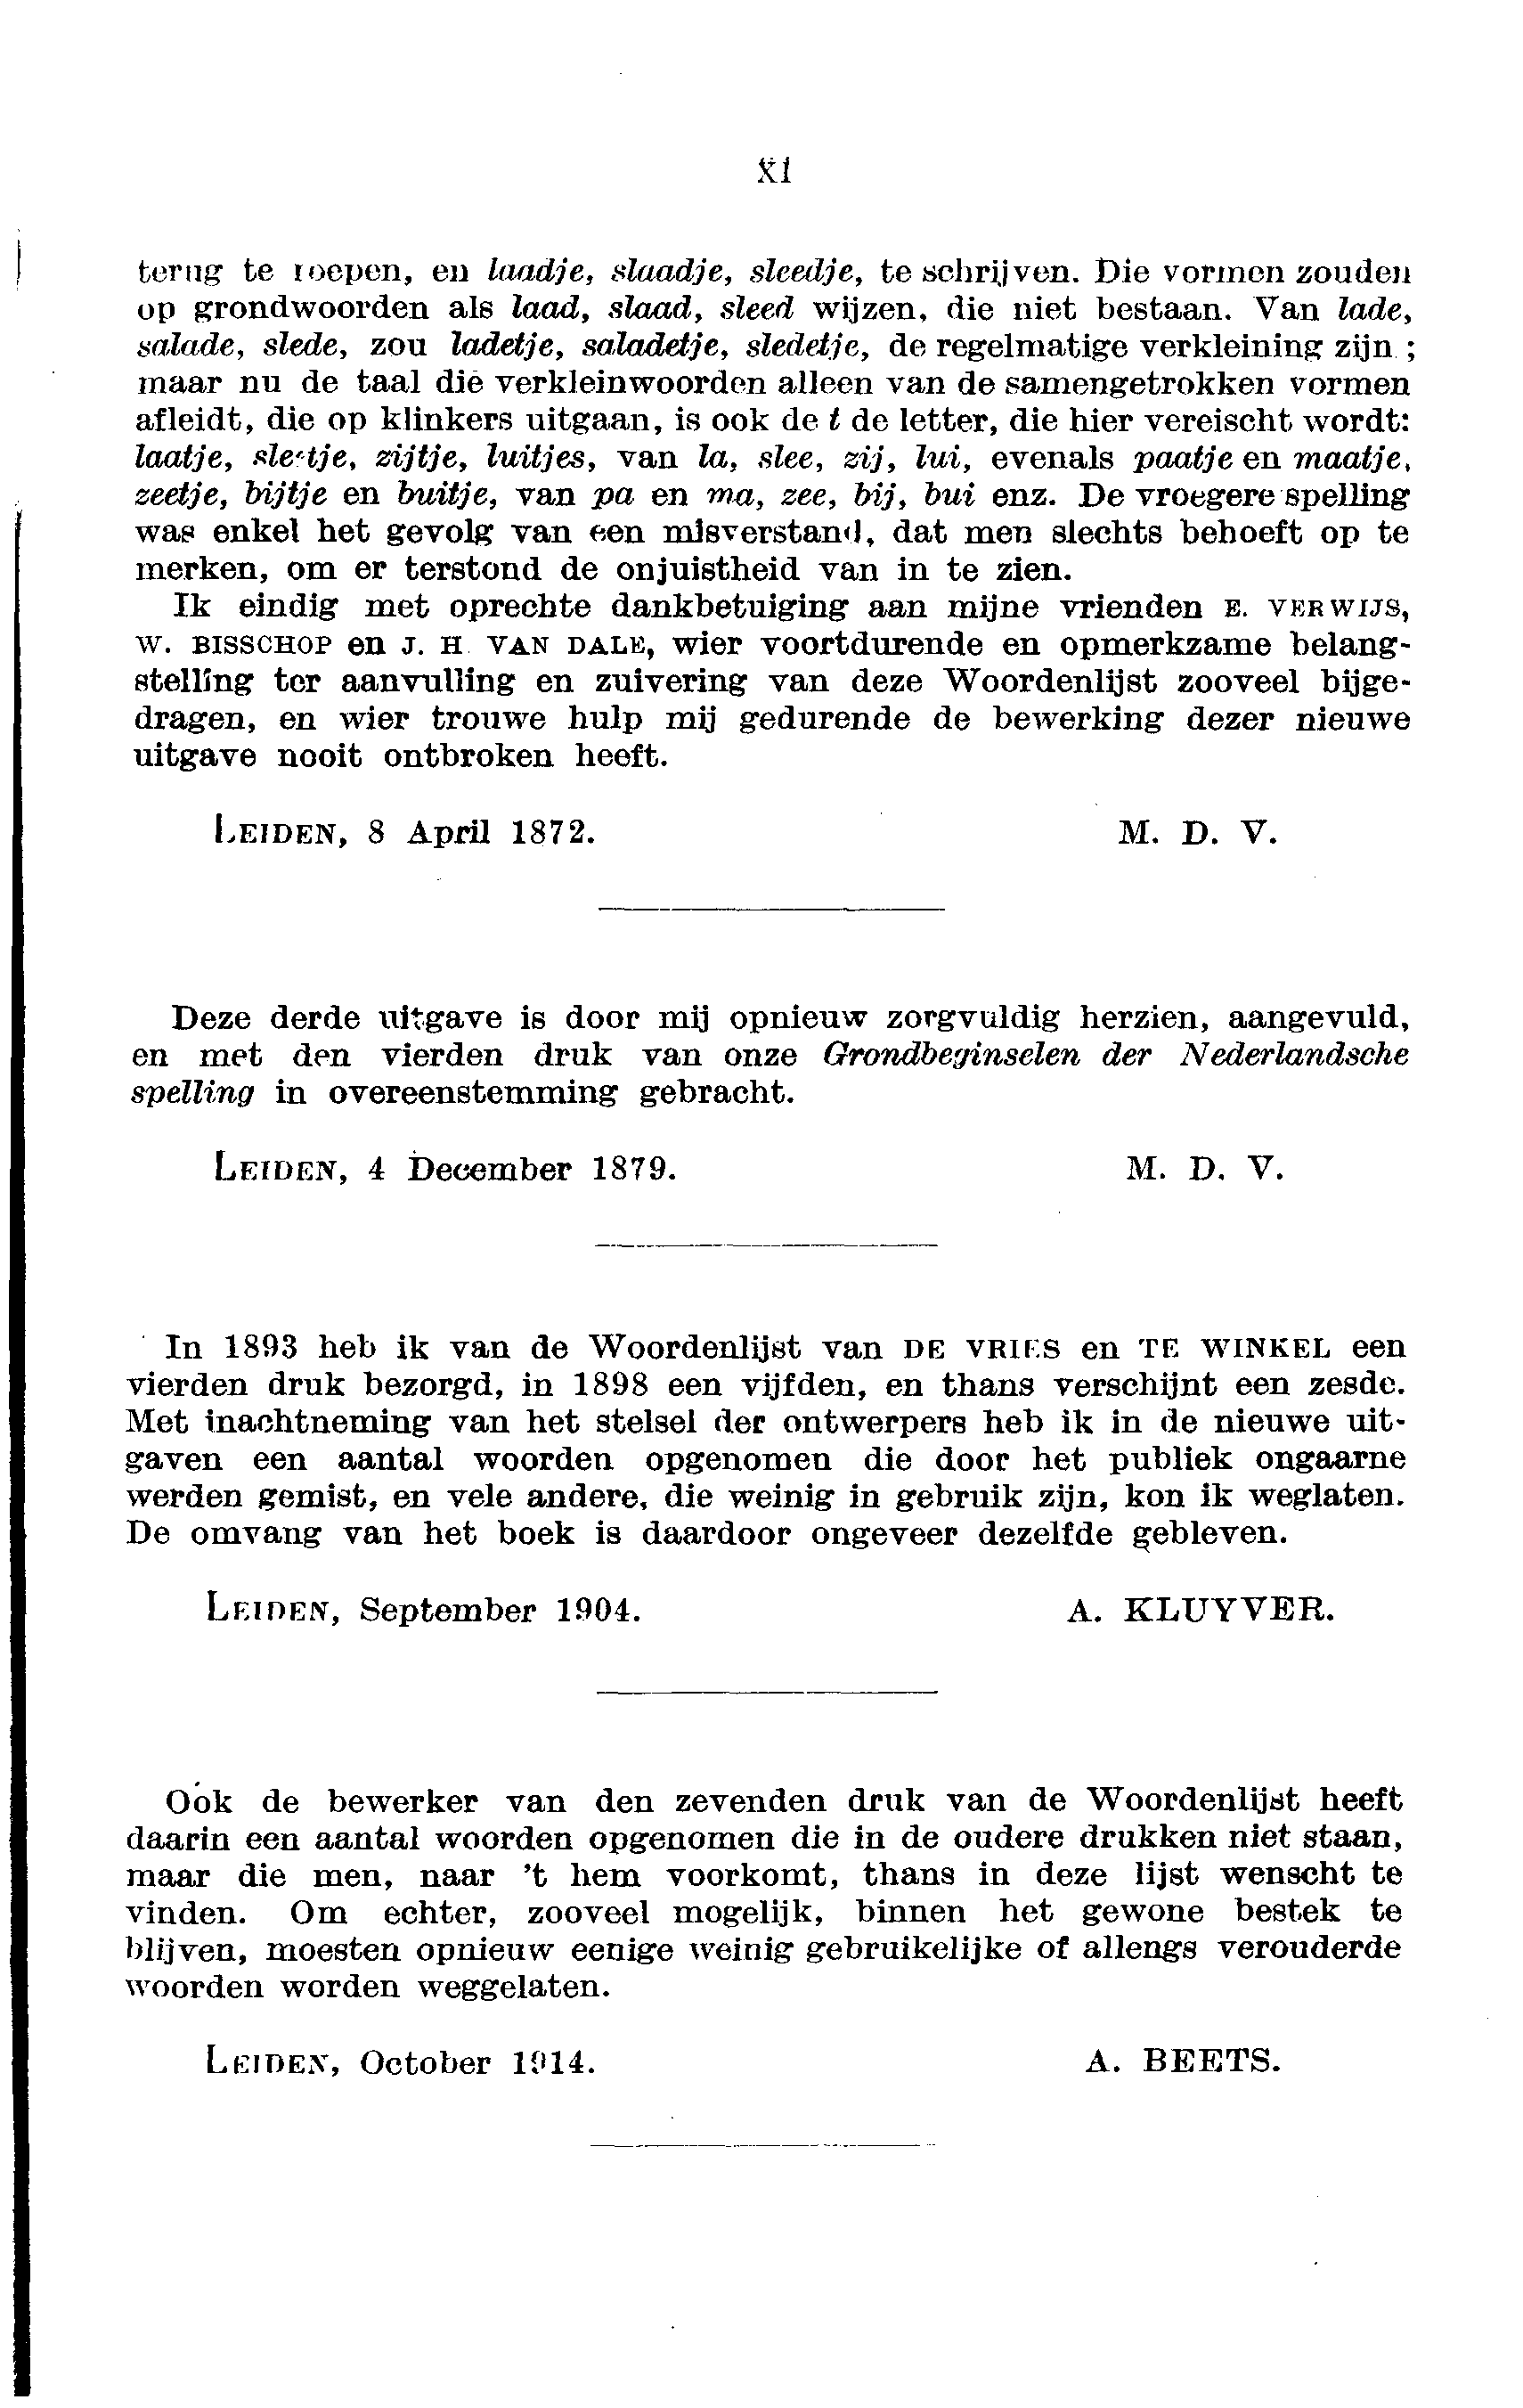 XI
terug te roepen, en laadje, slaadje, sleedje, te schrijven. Die vormen zouden
op grondwoorden als laad, slaad, sleed wijzen, die niet bestaan. Van lade,
salade, slede, zou ladetje, saladetje, sledetje, de regelmatige verkleining zijn ;
maar nu de taal die verkleinwoorden alleen van de samengetrokken vormen
afleidt, die op klinkers uitgaan, is ook de t de letter, die hier vereischt wordt:
laatje, sleetje, zijtje, luitjes, van la, slee, zij, lui, evenals paatje en maatje,
zeetje, bijtje en buitje, van pa en ma, zee, bij, bui enz. De vroegere spelling
was enkel het gevolg van een misverstand, dat men slechts behoeft op te
merken, om er terstond de onjuistheid van in te zien.
Ik eindig met oprechte dankbetuiging aan mijne vrienden E. VERWIJS,
W. BISSCHOP en J. H VAN DALE, wier voortdurende en opmerkzame belang-
stelling ter aanvulling en zuivering van deze Woordenlijst zooveel bijge-
dragen, en wier trouwe hulp mij gedurende de bewerking dezer nieuwe
uitgave nooit ontbroken heeft.
LEIDEN, 8 April 1872. M. D. V.
Deze derde uitgave is door mij opnieuw zorgvuldig herzien, aangevuld,
en met den vierden druk van onze Grondbeginselen der Nederlandsche
spelling in overeenstemming gebracht.
LEIDEN, 4 December 1879. M. D. V.
In 1893 heb ik van de Woordenlijst van DE VRIES en TE WINKEL een
vierden druk bezorgd, in 1898 een vijfden, en thans verschijnt een zesde.
Met inachtneming van het stelsel der ontwerpers heb ik in de nieuwe uit-
gaven een aantal woorden opgenomen die door het publiek ongaarne
werden gemist, en vele andere, die weinig in gebruik zijn, kon ik weglaten.
De omvang van het boek is daardoor ongeveer dezelfde gebleven.
LEIDEN, September 1904. A. KLUYVER.
Ook de bewerker van den zevenden druk van de Woordenlijst heeft
daarin een aantal woorden opgenomen die in de oudere drukken niet staan,
maar die men, naar 't hem voorkomt, thans in deze lijst wenscht te
vinden. Om echter, zooveel mogelijk, binnen het gewone bestek te
blijven, moesten opnieuw eenige weinig gebruikelijke of allengs verouderde
woorden worden weggelaten.
LEIDEN, October 1914. A. BEETS.